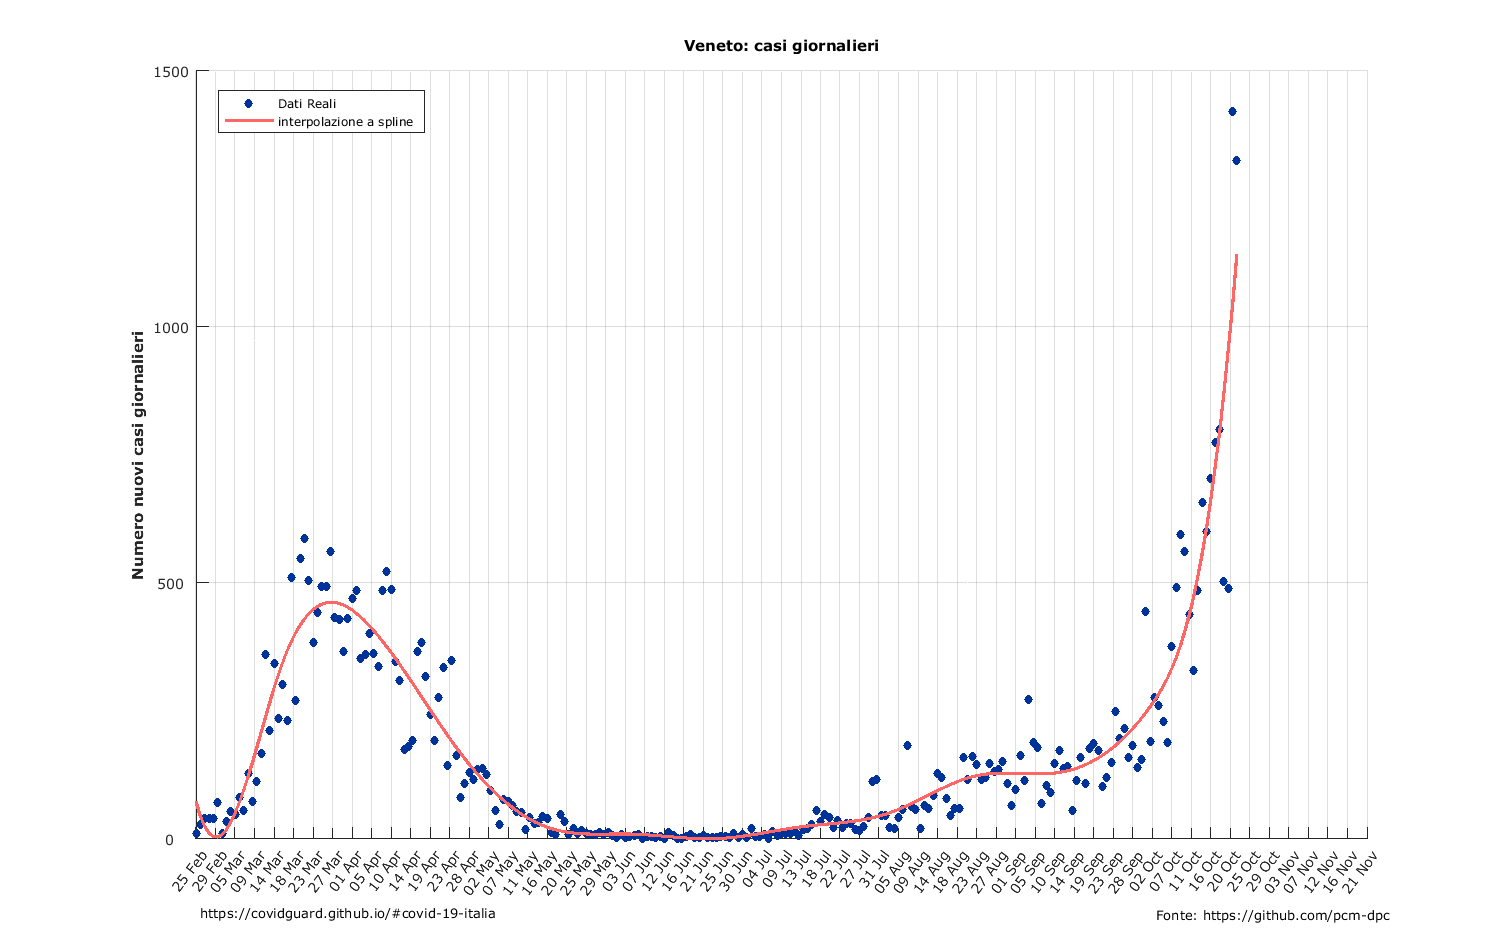 Veneto: casi giornalieri
1500
1000
500
0
Numero nuovi casi giornalieri
Dati Reali
interpolazione a spline
25 Feb
29 Feb
05 Mar
09 Mar
14 Mar
18 Mar
23 Mar
27 Mar
01 Apr
05 Apr
10 Apr
14 Apr
19 Apr
23 Apr
28 Apr
02 May
07 May
11 May
16 May
20 May
25 May
29 May
03 Jun
07 Jun
12 Jun
16 Jun
21 Jun
25 Jun
30 Jun
04 Jul
09 Jul
13 Jul
18 Jul
22 Jul
27 Jul
31 Jul
05 Aug
09 Aug
14 Aug
18 Aug
23 Aug
27 Aug
01 Sep
05 Sep
10 Sep
14 Sep
19 Sep
23 Sep
28 Sep
02 Oct
07 Oct
11 Oct
16 Oct
20 Oct
25 Oct
29 Oct
03 Nov
07 Nov
12 Nov
16 Nov
21 Nov
https://covidguard.github.io/#covid-19-italia
Fonte: https://github.com/pcm-dpc